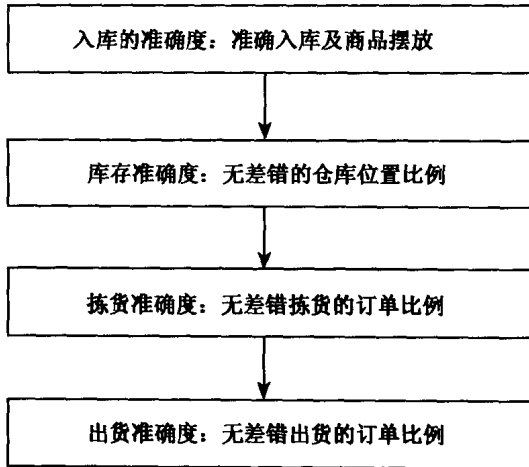 入库的准确度：准确入库及商品摆放
库存准确度：无差错的仓库位置比例
拣货准确度：无差错拣货的订单比例
出货准确度：无差错出货的订单比例